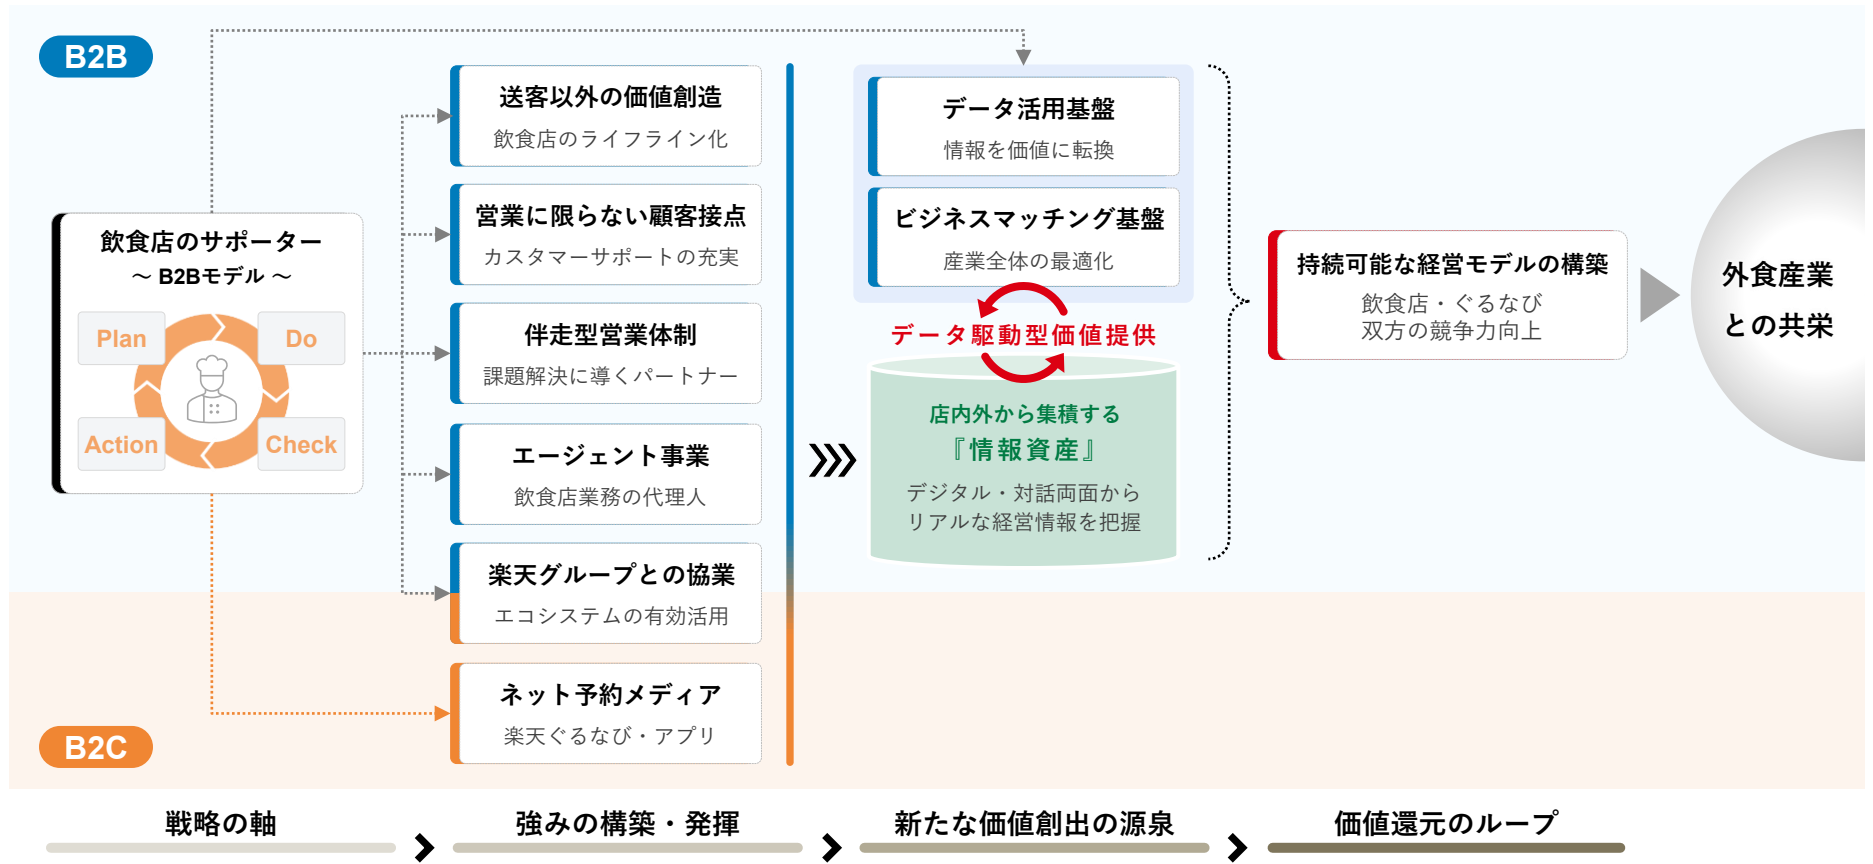 B2B
飲食店のサポーター
～ B2Bモデル ～
Plan
Do
Action
Check
送客以外の価値創造
飲食店のライフライン化
営業に限らない顧客接点
カスタマーサポートの充実
伴走型営業体制
課題解決に導くパートナー
エージェント事業
飲食店業務の代理人
楽天グループとの協業
エコシステムの有効活用
ネット予約メディア
楽天ぐるなび・アプリ
B2C
データ活用基盤
情報を価値に転換
ビジネスマッチング基盤
産業全体の最適化
データ駆動型価値提供
店内外から集積する
『情報資産』
デジタル・対話両面から
リアルな経営情報を把握
持続可能な経営モデルの構築
飲食店・ぐるなび
双方の競争力向上
外食産業
との共栄
戦略の軸
強みの構築・発揮
新たな価値創出の源泉
価値還元のループ